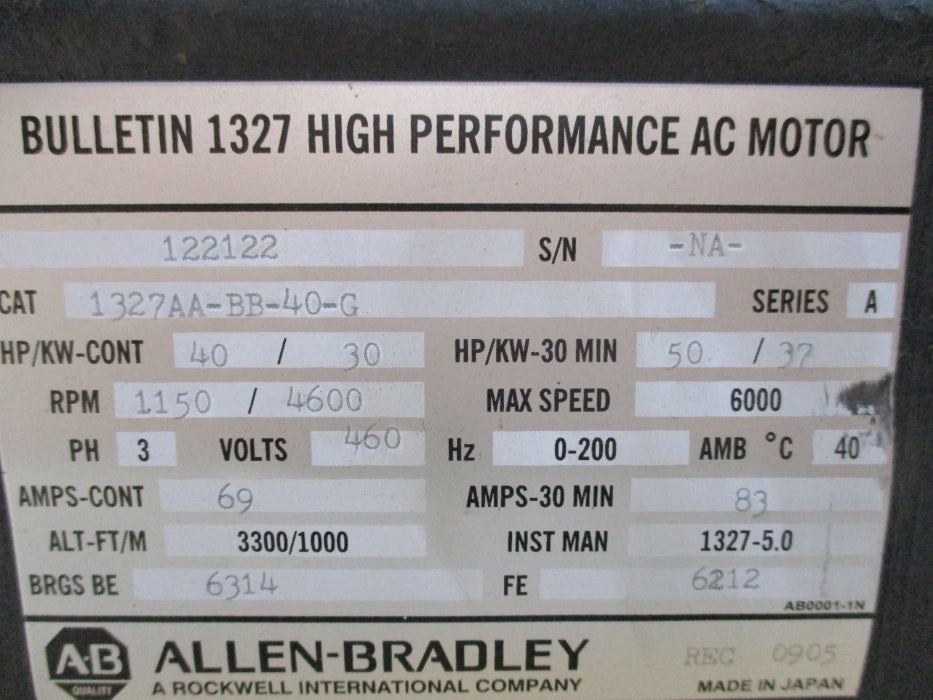 BULLETIN 1327 HIGH PERFORMANCE AC MOTOR
122122 S/N -NA-
CAT 1327AA-BB-40-G SERIES A
HP/KW-CONT 40 / 30 HP/KW-30 MIN 50 / 37
RPM 1150 / 4600 MAX SPEED 6000
PH 3 VOLTS 460 Hz 0-200 AMB °C 40
AMPS-CONT 69 AMPS-30 MIN 83
ALT-FT/M 3300/1000 INST MAN 1327-5.0
BRGS BE 6314 FE 6212
AB0001-1N
A-B QUALITY ALLEN-BRADLEY REC 0905
A ROCKWELL INTERNATIONAL COMPANY MADE IN JAPAN